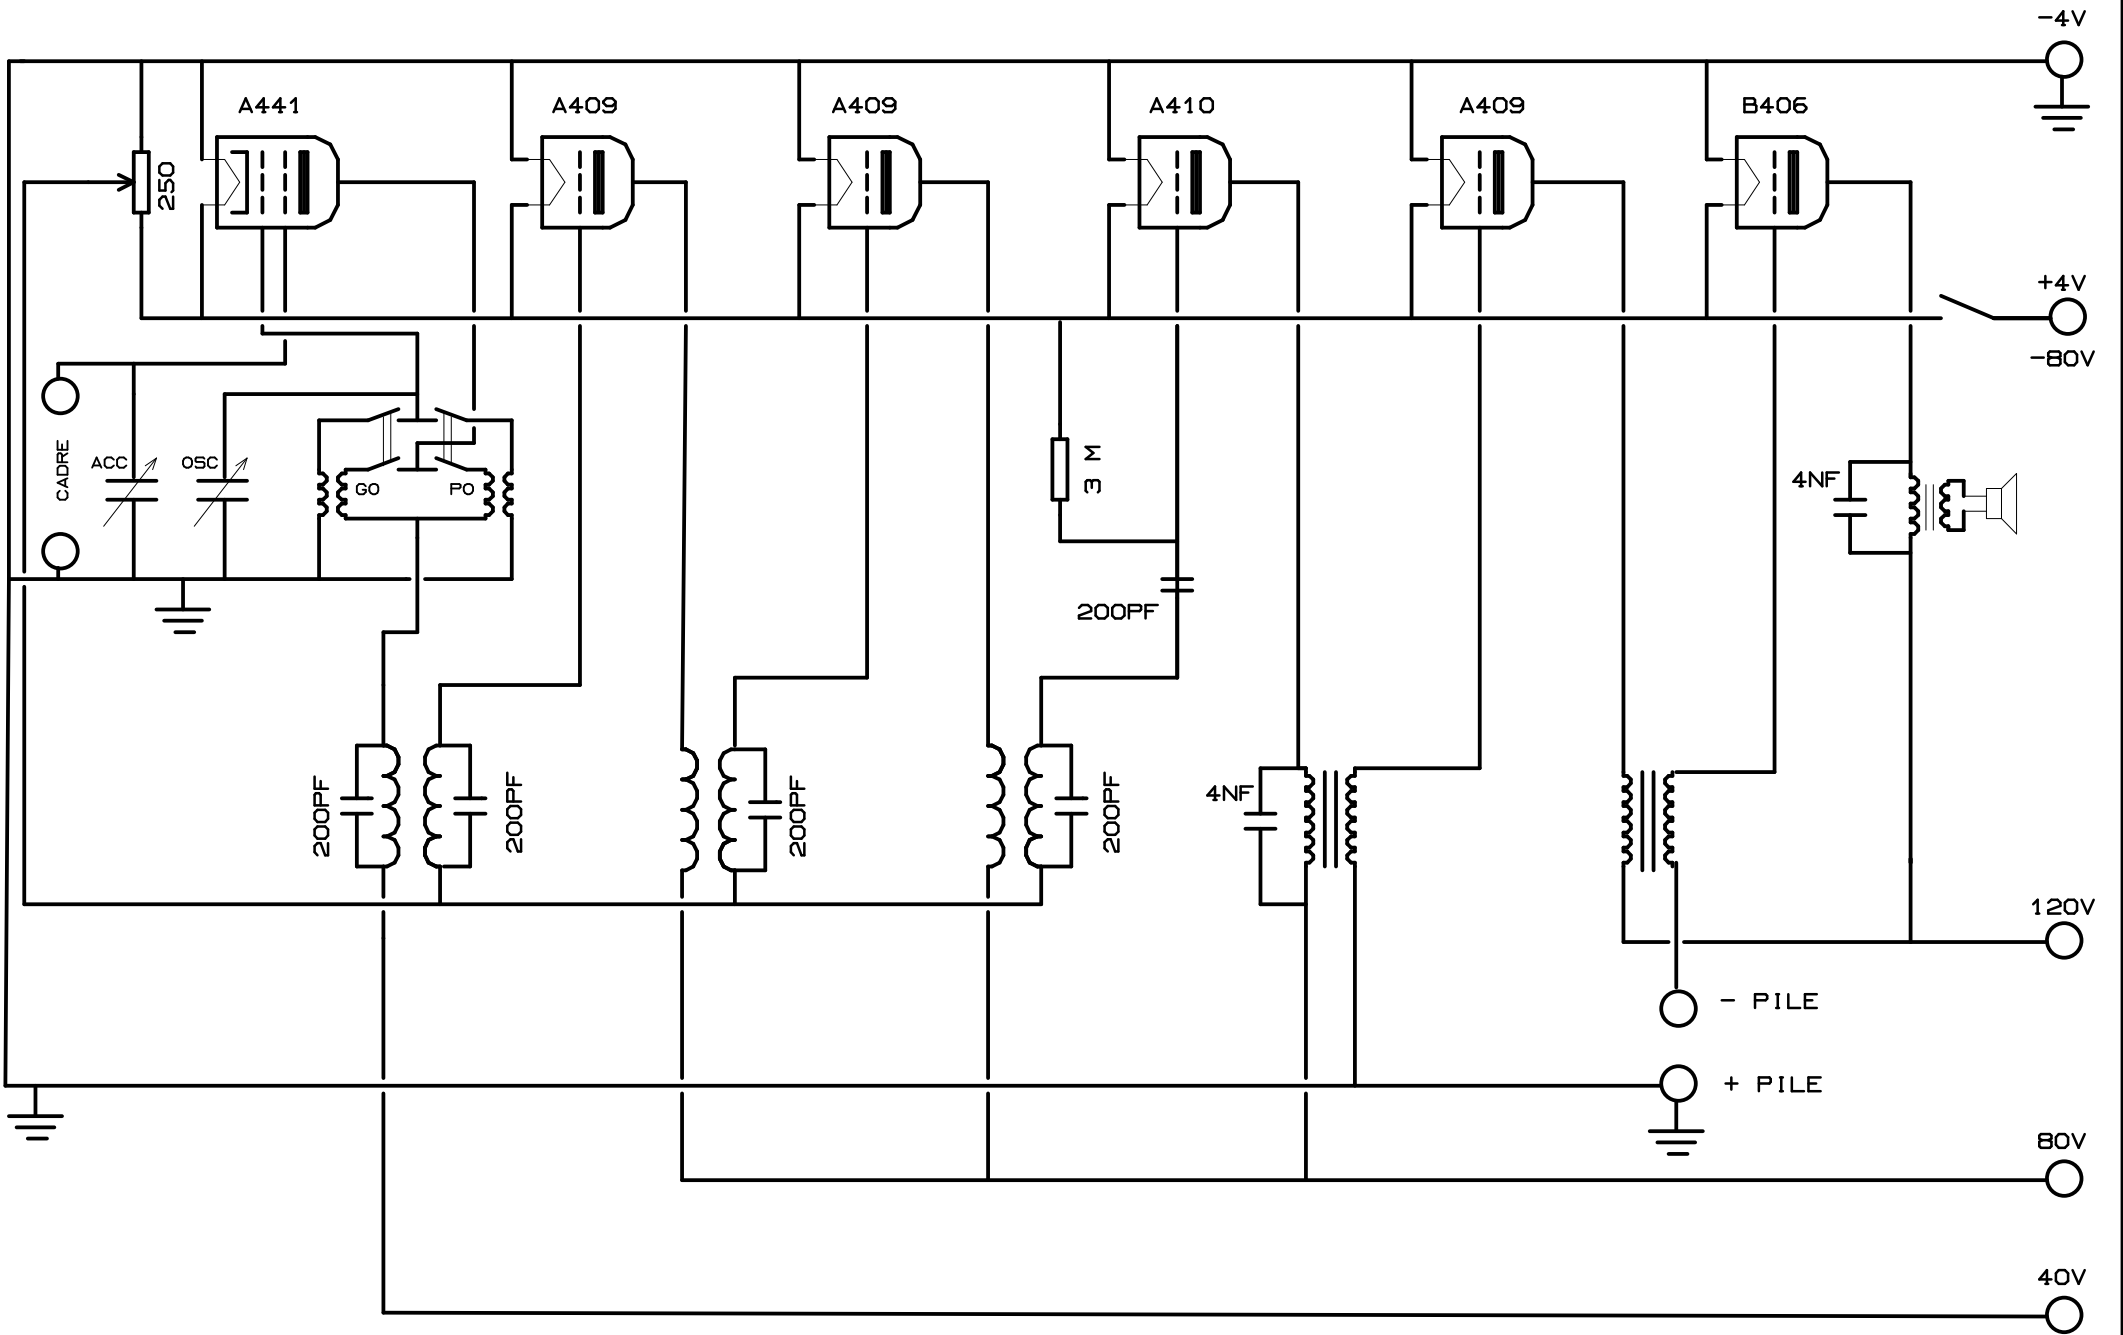 -4V
A441
A409
A409
A410
A409
B406
250
+4V
-80V
CADRE
ACC
OSC
GO
PO
3 M
4NF
200PF
200PF
200PF
200PF
200PF
4NF
120V
- PILE
+ PILE
80V
40V